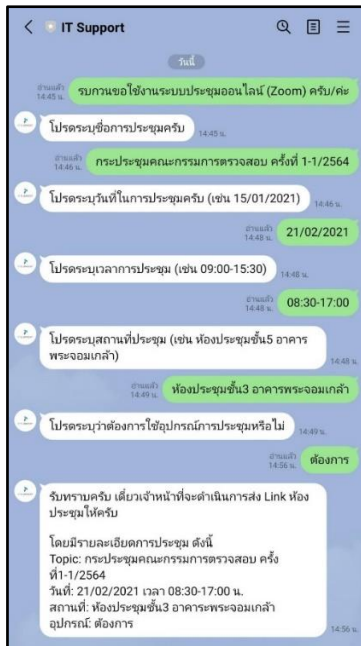 IT Support
วันนี้
รบกวนขอใช้งานระบบประชุมออนไลน์ (Zoom) ครับ/ค่ะ
อ่านแล้ว
14:45 น.
โปรดระบุชื่อการประชุมครับ
14:45 น.
กระประชุมคณะกรรมการตรวจสอบ ครั้งที่ 1-1/2564
อ่านแล้ว
14:46 น.
โปรดระบุวันที่ในการประชุมครับ (เช่น 15/01/2021)
14:46 น.
21/02/2021
อ่านแล้ว
14:48 น.
โปรดระบุเวลาการประชุม (เช่น 09:00-15:30)
14:48 น.
08:30-17:00
อ่านแล้ว
14:48 น.
โปรดระบุสถานที่ประชุม (เช่น ห้องประชุมชั้น5 อาคาร
พระจอมเกล้า)
14:48 น.
ห้องประชุมชั้น3 อาคารพระจอมเกล้า
อ่านแล้ว
14:49 น.
โปรดระบุว่าต้องการใช้อุปกรณ์การประชุมหรือไม่
14:49 น.
ต้องการ
อ่านแล้ว
14:56 น.
รับทราบครับ เดี๋ยวเจ้าหน้าที่จะดำเนินการส่ง Link ห้อง
ประชุมให้ครับ
โดยมีรายละเอียดการประชุม ดังนี้
Topic: กระประชุมคณะกรรมการตรวจสอบ ครั้ง
ที่1-1/2564
วันที่: 21/02/2021 เวลา 08:30-17:00 น.
สถานที่: ห้องประชุมชั้น3 อาคาระพระจอมเกล้า
อุปกรณ์: ต้องการ
14:56 น.